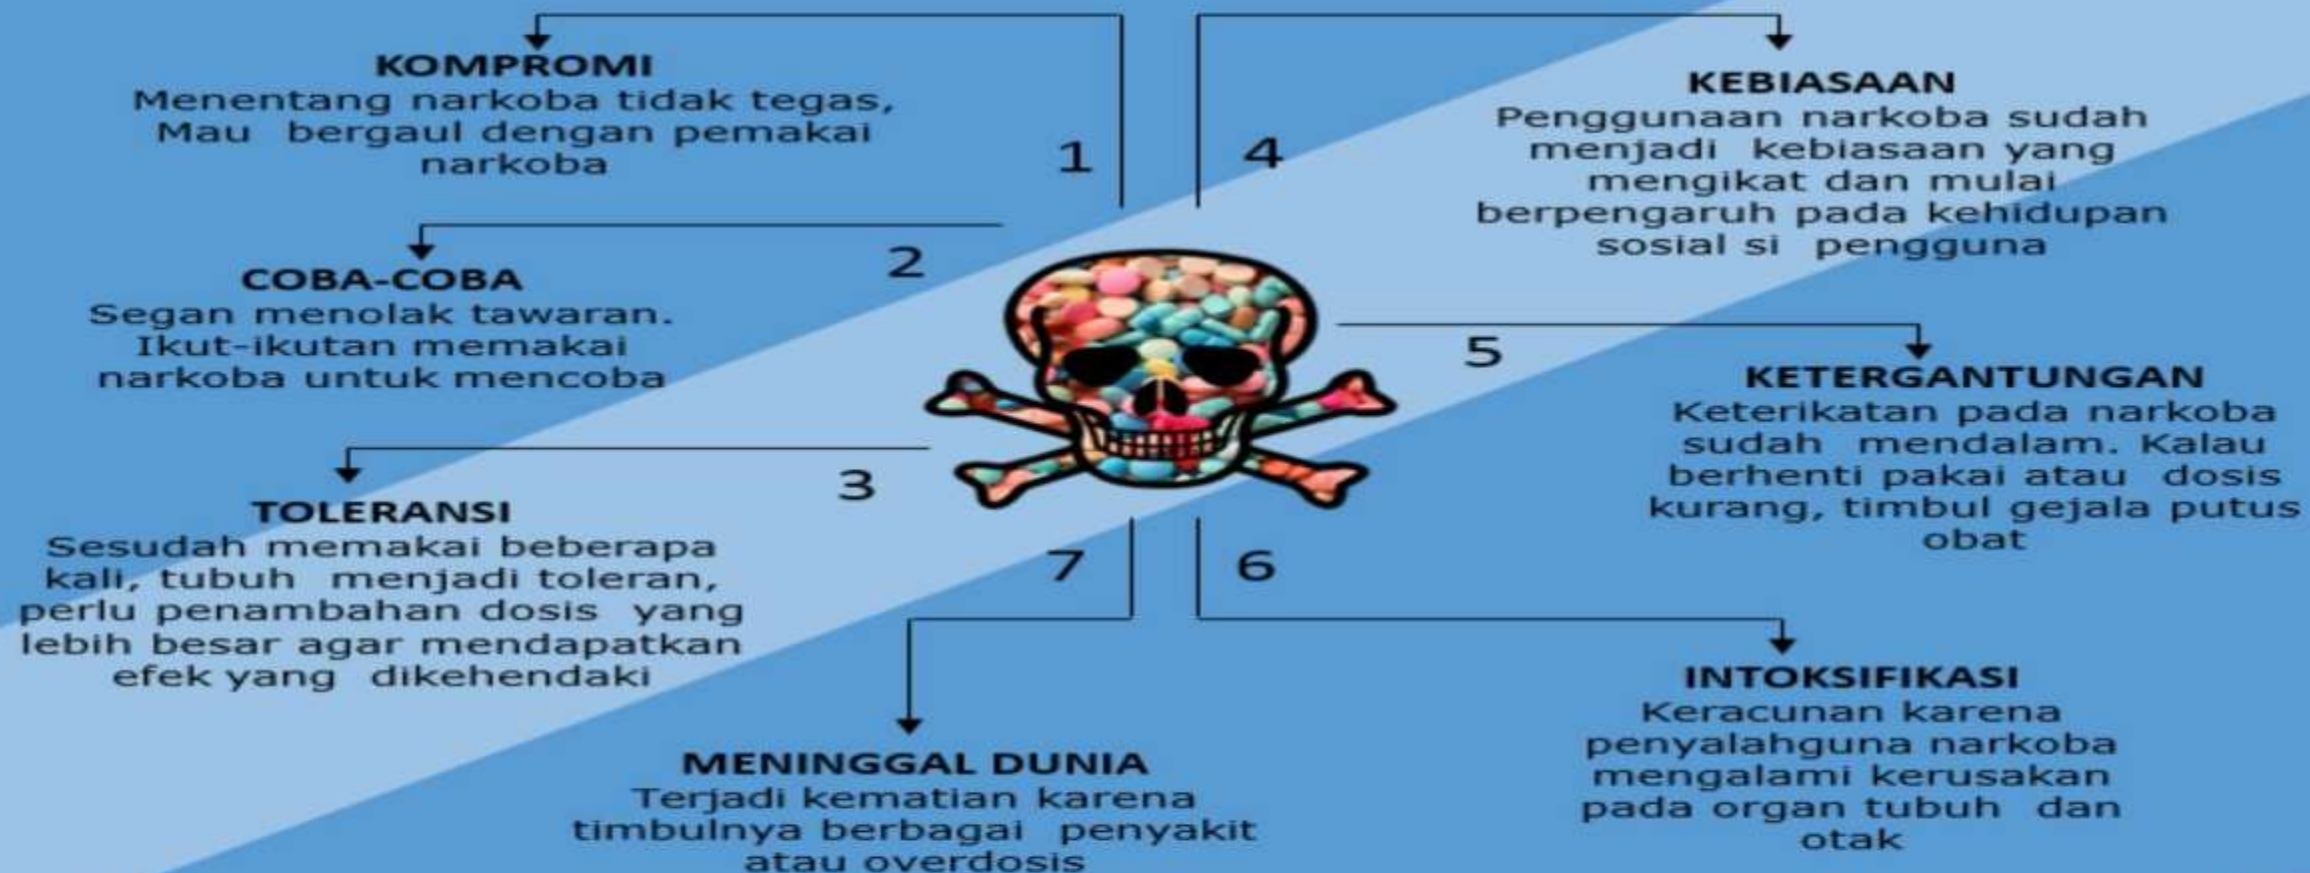 1
KOMPROMI
Menentang narkoba tidak tegas,
Mau bergaul dengan pemakai
narkoba
2
COBA-COBA
Segan menolak tawaran.
Ikut-ikutan memakai
narkoba untuk mencoba
3
TOLERANSI
Sesudah memakai beberapa
kali, tubuh menjadi toleran,
perlu penambahan dosis yang
lebih besar agar mendapatkan
efek yang dikehendaki
4
KEBIASAAN
Penggunaan narkoba sudah
menjadi kebiasaan yang
mengikat dan mulai
berpengaruh pada kehidupan
sosial si pengguna
5
KETERGANTUNGAN
Keterikatan pada narkoba
sudah mendalam. Kalau
berhenti pakai atau dosis
kurang, timbul gejala putus
obat
6
INTOKSIFIKASI
Keracunan karena
penyalahguna narkoba
mengalami kerusakan
pada organ tubuh dan
otak
7
MENINGGAL DUNIA
Terjadi kematian karena
timbulnya berbagai penyakit
atau overdosis